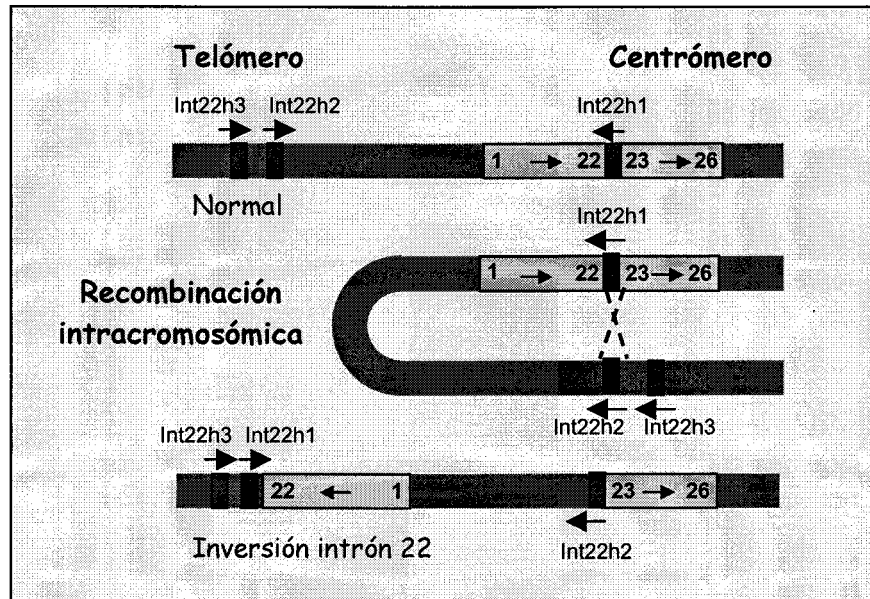 Telómero Centrómero
Int22h3 Int22h2 Int22h1
1 22 23 26
Normal
Int22h1
1 22 23 26
Recombinación
intracromosómica
Int22h2 Int22h3
Int22h3 Int22h1
22 1 23 26
Inversión intrón 22 Int22h2